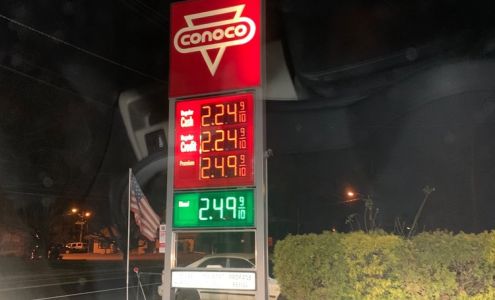 CONOCO
Regular
Cash 2.24 9/10
Regular
Credit 2.24 9/10
Premium 2.49 9/10
Diesel 2.49 9/10